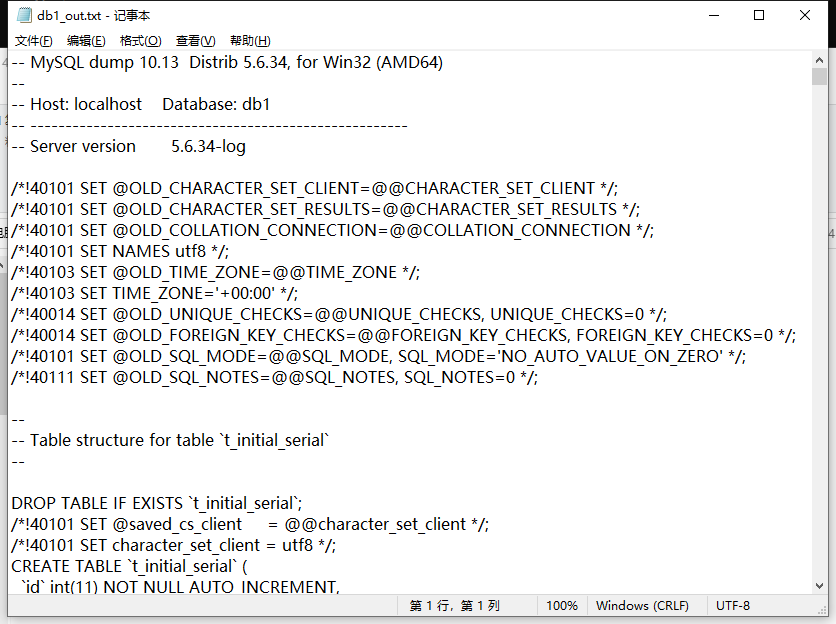 db1_out.txt - 记事本
文件(F) 编辑(E) 格式(O) 查看(V) 帮助(H)
-- MySQL dump 10.13  Distrib 5.6.34, for Win32 (AMD64)
--
-- Host: localhost    Database: db1
-- ------------------------------------------------------
-- Server version        5.6.34-log
/*!40101 SET @OLD_CHARACTER_SET_CLIENT=@@CHARACTER_SET_CLIENT */;
/*!40101 SET @OLD_CHARACTER_SET_RESULTS=@@CHARACTER_SET_RESULTS */;
/*!40101 SET @OLD_COLLATION_CONNECTION=@@COLLATION_CONNECTION */;
/*!40101 SET NAMES utf8 */;
/*!40103 SET @OLD_TIME_ZONE=@@TIME_ZONE */;
/*!40103 SET TIME_ZONE='+00:00' */;
/*!40014 SET @OLD_UNIQUE_CHECKS=@@UNIQUE_CHECKS, UNIQUE_CHECKS=0 */;
/*!40014 SET @OLD_FOREIGN_KEY_CHECKS=@@FOREIGN_KEY_CHECKS, FOREIGN_KEY_CHECKS=0 */;
/*!40101 SET @OLD_SQL_MODE=@@SQL_MODE, SQL_MODE='NO_AUTO_VALUE_ON_ZERO' */;
/*!40111 SET @OLD_SQL_NOTES=@@SQL_NOTES, SQL_NOTES=0 */;
--
-- Table structure for table `t_initial_serial`
--
DROP TABLE IF EXISTS `t_initial_serial`;
/*!40101 SET @saved_cs_client     = @@character_set_client */;
/*!40101 SET character_set_client = utf8 */;
CREATE TABLE `t_initial_serial` (
  `id` int(11) NOT NULL AUTO_INCREMENT,
第 1 行，第 1 列 100% Windows (CRLF) UTF-8